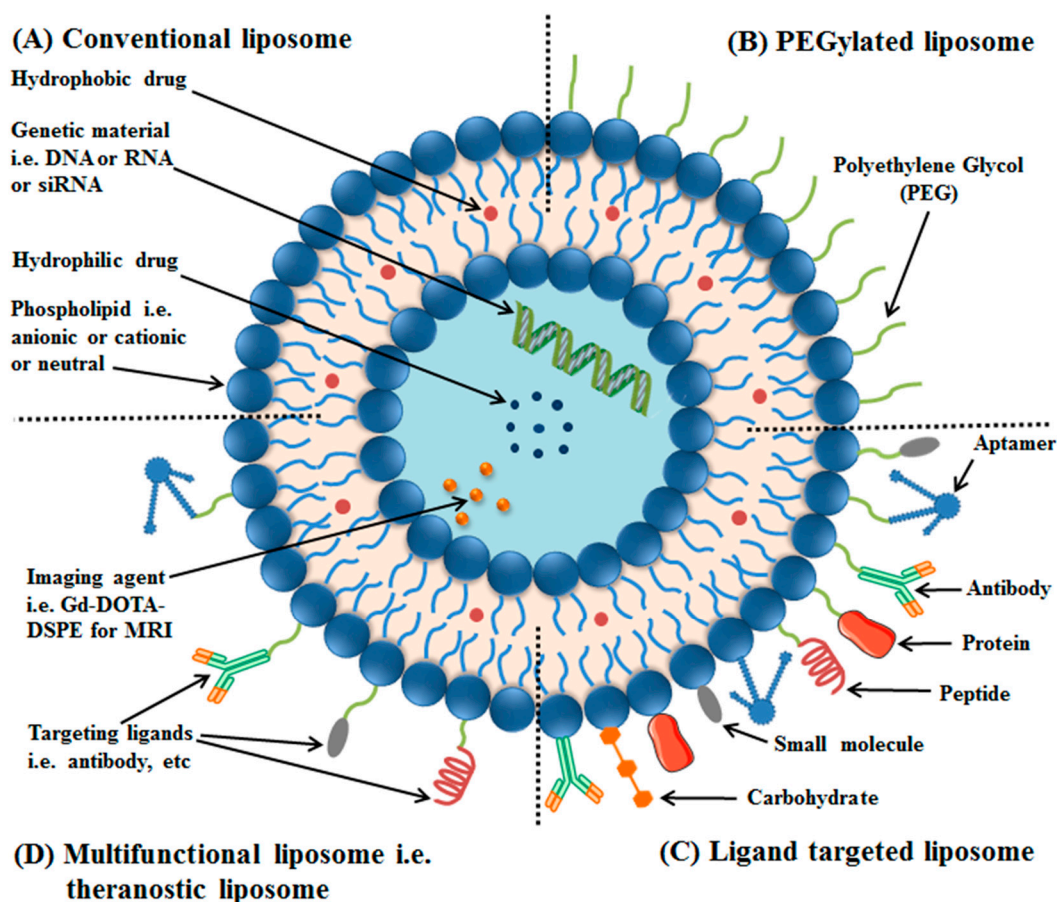 (A) Conventional liposome
(B) PEGylated liposome
Hydrophobic drug
Genetic material
i.e. DNA or RNA
or siRNA
Polyethylene Glycol
(PEG)
Hydrophilic drug
Phospholipid i.e.
anionic or cationic
or neutral
Aptamer
Imaging agent
i.e. Gd-DOTA-
DSPE for MRI
Antibody
Protein
Peptide
Targeting ligands
i.e. antibody, etc
Small molecule
Carbohydrate
(D) Multifunctional liposome i.e.
theranostic liposome
(C) Ligand targeted liposome